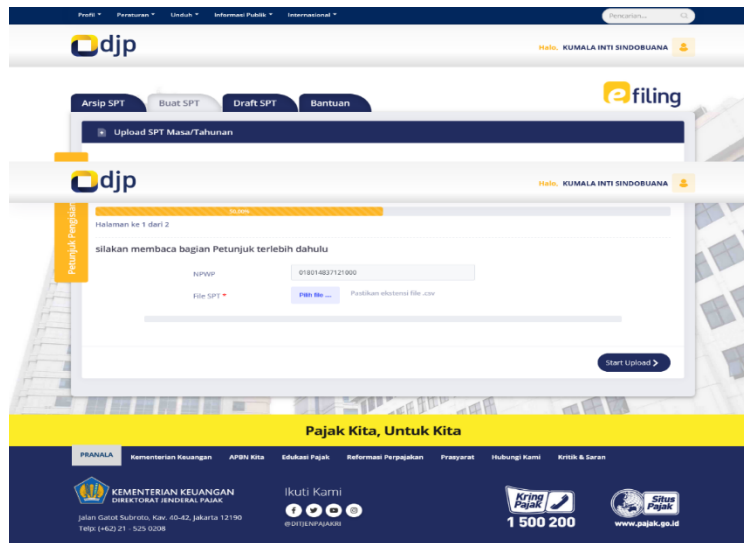 Profil Peraturan Unduh Informasi Publik Internasional Pencarian...
djp
Halo, KUMALA INTI SINDOBUANA
Arsip SPT Buat SPT Draft SPT Bantuan
e filing
Upload SPT Masa/Tahunan
djp
Halo, KUMALA INTI SINDOBUANA
Petunjuk Pengisian
50.00%
Halaman ke 1 dari 2
silakan membaca bagian Petunjuk terlebih dahulu
NPWP 018014837121000
File SPT * Pilih file .... Pastikan ekstensi file .csv
Start Upload
Pajak Kita, Untuk Kita
PRANALA Kementerian Keuangan APBN Kita Edukasi Pajak Reformasi Perpajakan Prasyarat Hubungi Kami Kritik & Saran
KEMENTERIAN KEUANGAN
DIREKTORAT JENDERAL PAJAK
Jalan Gatot Subroto, Kav. 40-42, Jakarta 12190
Telp: (+62) 21 - 525 0208
Ikuti Kami
@DITJENPAJAKRI
Kring
Pajak
1 500 200
Situs
Pajak
www.pajak.go.id